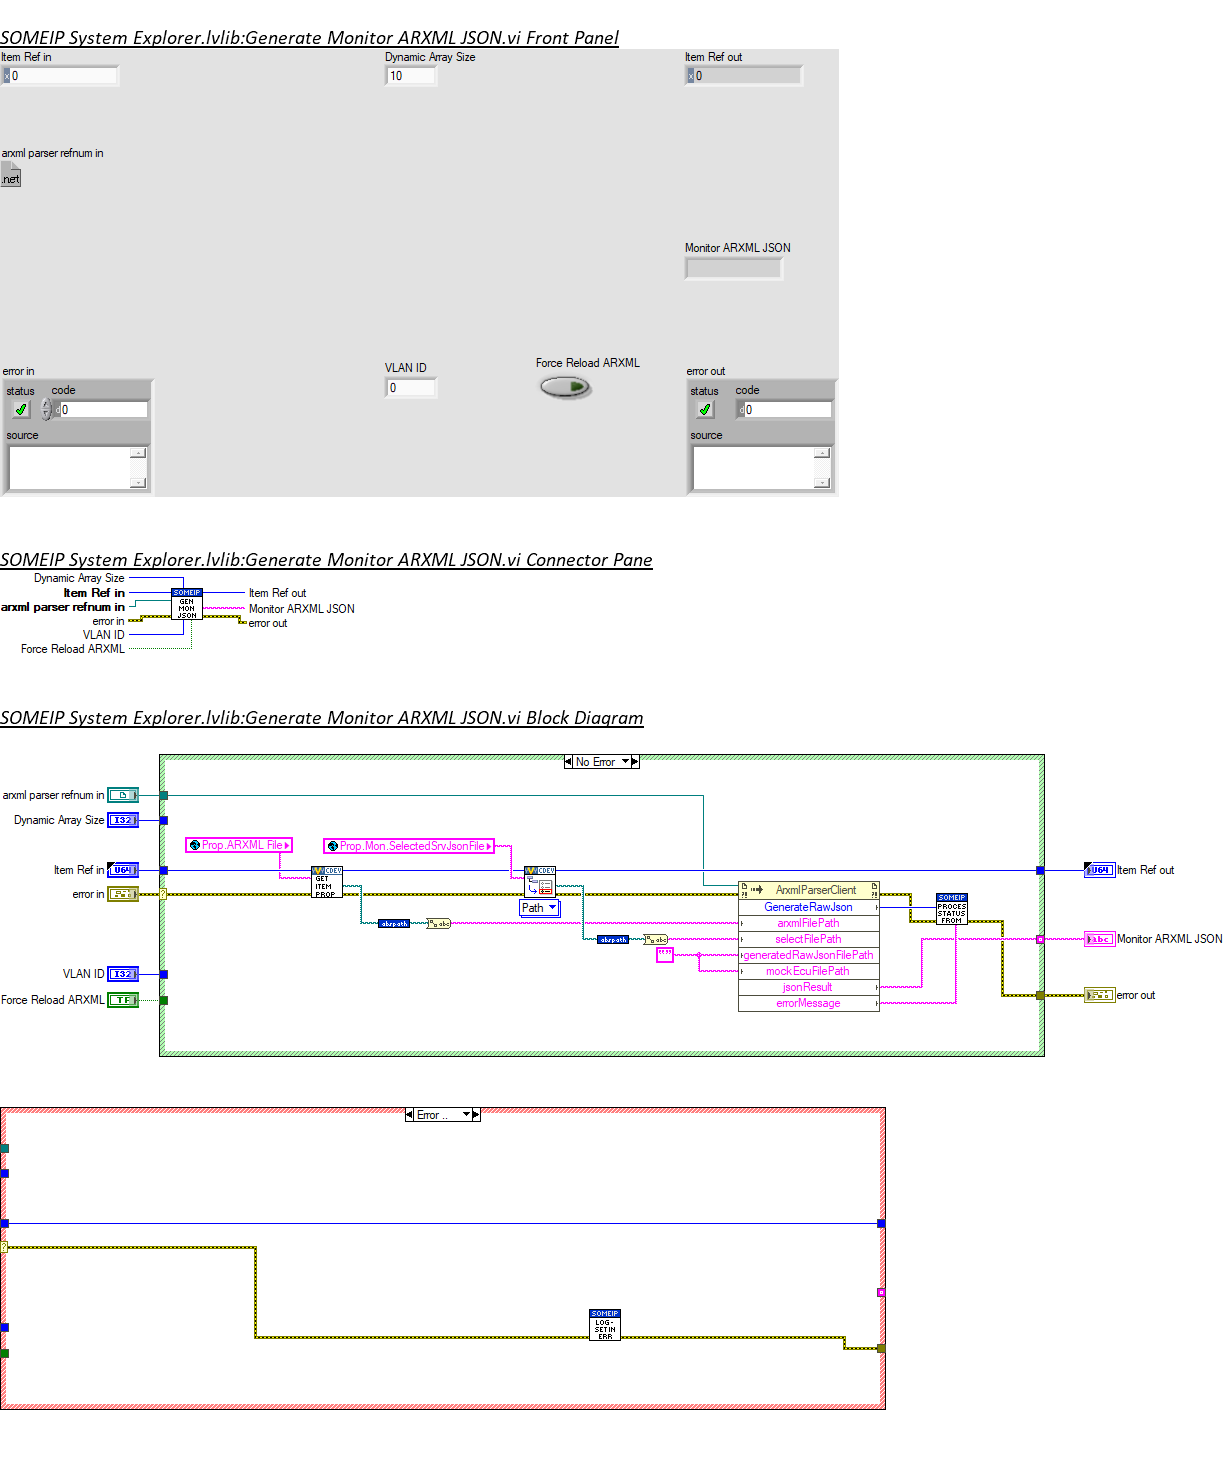 SOMEIP System Explorer.lvlib:Generate Monitor ARXML JSON.vi Front Panel
Item Ref in
Dynamic Array Size
Item Ref out
x 0
10
x 0
arxml parser refnum in
.net
Monitor ARXML JSON
error in
VLAN ID
Force Reload ARXML
error out
status
code
0
status
code
d 0
d 0
source
source
SOMEIP System Explorer.lvlib:Generate Monitor ARXML JSON.vi Connector Pane
Dynamic Array Size
Item Ref in
SOMEIP
GEN
MON
JSON
Item Ref out
arxml parser refnum in
Monitor ARXML JSON
error in
error out
VLAN ID
Force Reload ARXML
SOMEIP System Explorer.lvlib:Generate Monitor ARXML JSON.vi Block Diagram
No Error
arxml parser refnum in
Dynamic Array Size
I32
Prop.ARXML File
Prop.Mon.SelectedSrvJsonFile
Item Ref in
U64
CDEV
GET
ITEM
PROP
CDEV
U64
Item Ref out
error in
?
Path
ArxmlParserClient
GenerateRawJson
SOMEIP
PROCES
STATUS
FROM
abspath
abc
arxmlFilePath
abspath
abc
selectFilePath
abc
Monitor ARXML JSON
""
generatedRawJsonFilePath
mockEcuFilePath
VLAN ID
I32
jsonResult
Force Reload ARXML
TF
errorMessage
error out
Error ..
?
SOMEIP
LOG-
SET IN
ERR